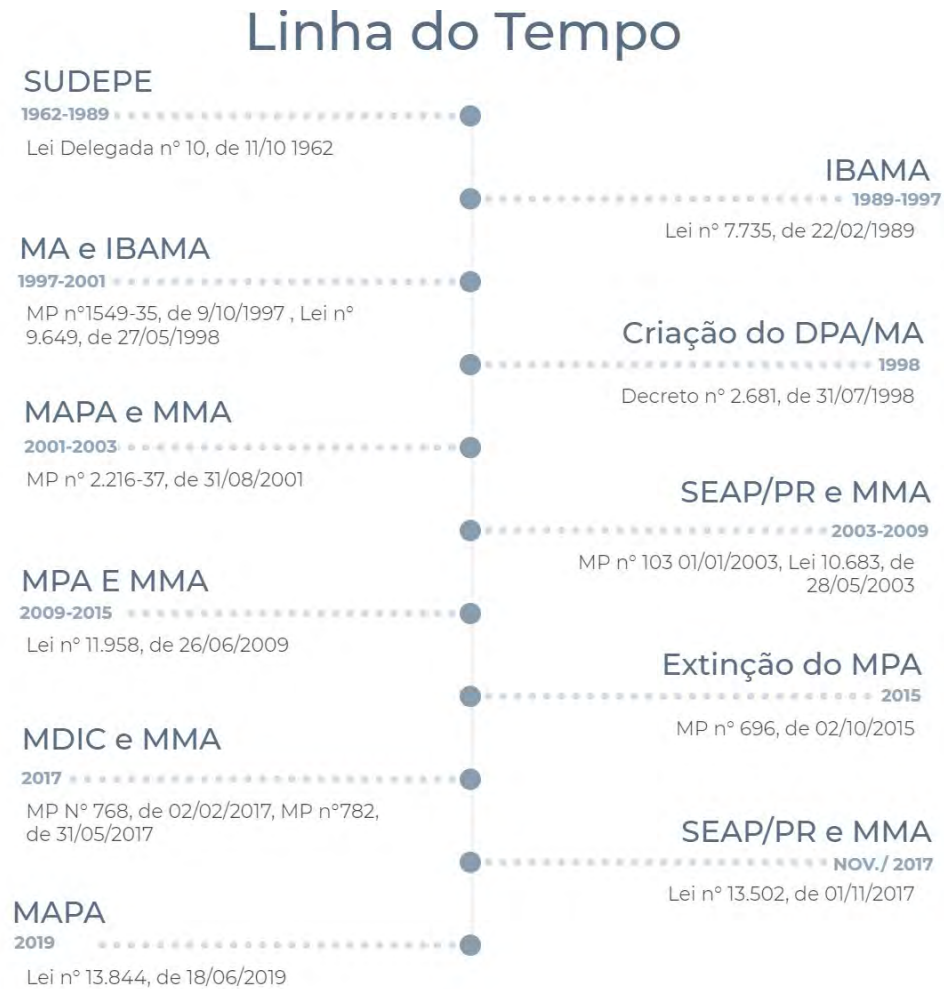 Linha do Tempo
SUDEPE
1962-1989
Lei Delegada nº 10, de 11/10 1962
IBAMA
1989-1997
Lei nº 7.735, de 22/02/1989
MA e IBAMA
1997-2001
MP nº1549-35, de 9/10/1997 , Lei nº
9.649, de 27/05/1998
Criação do DPA/MA
1998
Decreto nº 2.681, de 31/07/1998
MAPA e MMA
2001-2003
MP nº 2.216-37, de 31/08/2001
SEAP/PR e MMA
2003-2009
MP nº 103 01/01/2003, Lei 10.683, de
28/05/2003
MPA E MMA
2009-2015
Lei nº 11.958, de 26/06/2009
Extinção do MPA
2015
MP nº 696, de 02/10/2015
MDIC e MMA
2017
MP Nº 768, de 02/02/2017, MP nº782,
de 31/05/2017
SEAP/PR e MMA
NOV./ 2017
Lei nº 13.502, de 01/11/2017
MAPA
2019
Lei nº 13.844, de 18/06/2019